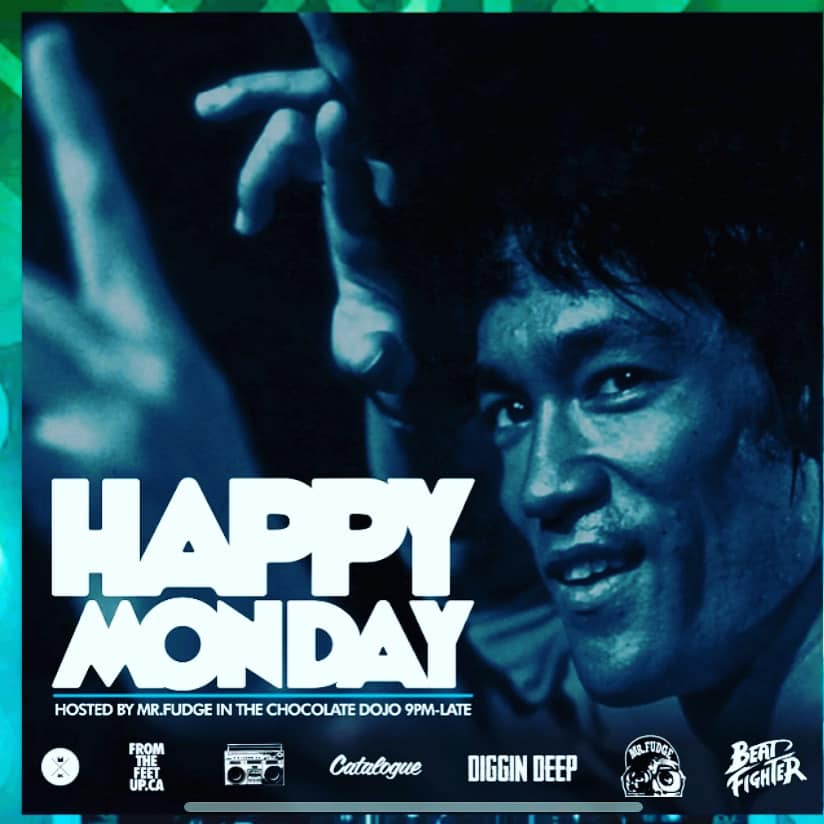 HAPPY
MONDAY
HOSTED BY MR.FUDGE IN THE CHOCOLATE DOJO 9PM-LATE
FROM
THE
FEET
UP.CA
Catalogue
DIGGIN DEEP
MR.FUDGE
BEAT
FIGHTER